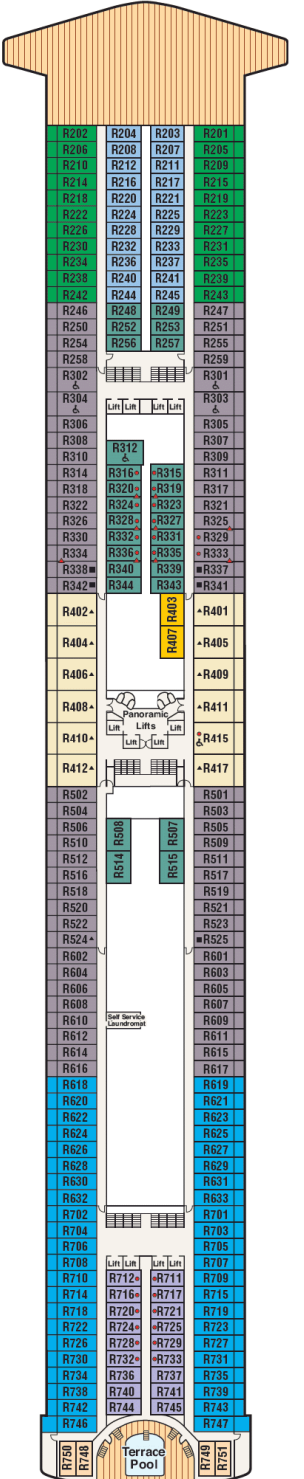 R202 R204 R203 R201
R206 R208 R207 R205
R210 R212 R211 R209
R214 R216 R217 R215
R218 R220 R221 R219
R222 R224 R225 R223
R226 R228 R229 R227
R230 R232 R233 R231
R234 R236 R237 R235
R238 R240 R241 R239
R242 R244 R245 R243
R246 R248 R249 R247
R250 R252 R253 R251
R254 R256 R257 R255
R258 R259
R302 R301
R304 Lift Lift Lift Lift R303
R306 R305
R308 R307
R310 R312 R309
R314 R316 R315 R311
R318 R320 R319 R317
R322 R324 R323 R321
R326 R328 R327 R325
R330 R332 R331 R329
R334 R336 R335 R333
R338 R340 R339 R337
R342 R344 R343 R341
R402 R403 R401
R404 R407 R405
R406 R409
R408 Panoramic R411
Lifts
Lift Lift
R410 Lift Lift R415
R412 R417
R502 R501
R504 R503
R506 R508 R507 R505
R510 R509
R512 R514 R515 R511
R516 R517
R518 R519
R520 R521
R522 R523
R524 R525
R602 R601
R604 R603
R606 R605
R608 R607
R610 Self Service R609
Laundromat
R612 R611
R614 R615
R616 R617
R618 R619
R620 R621
R622 R623
R624 R625
R626 R627
R628 R629
R630 R631
R632 R633
R702 R701
R704 R703
R706 R705
R708 Lift Lift Lift Lift R707
R710 R712 R711 R709
R714 R716 R717 R715
R718 R720 R721 R719
R722 R724 R725 R723
R726 R728 R729 R727
R730 R732 R733 R731
R734 R736 R737 R735
R738 R740 R741 R739
R742 R744 R745 R743
R746 R747
R750 R748 Terrace R749 R751
Pool